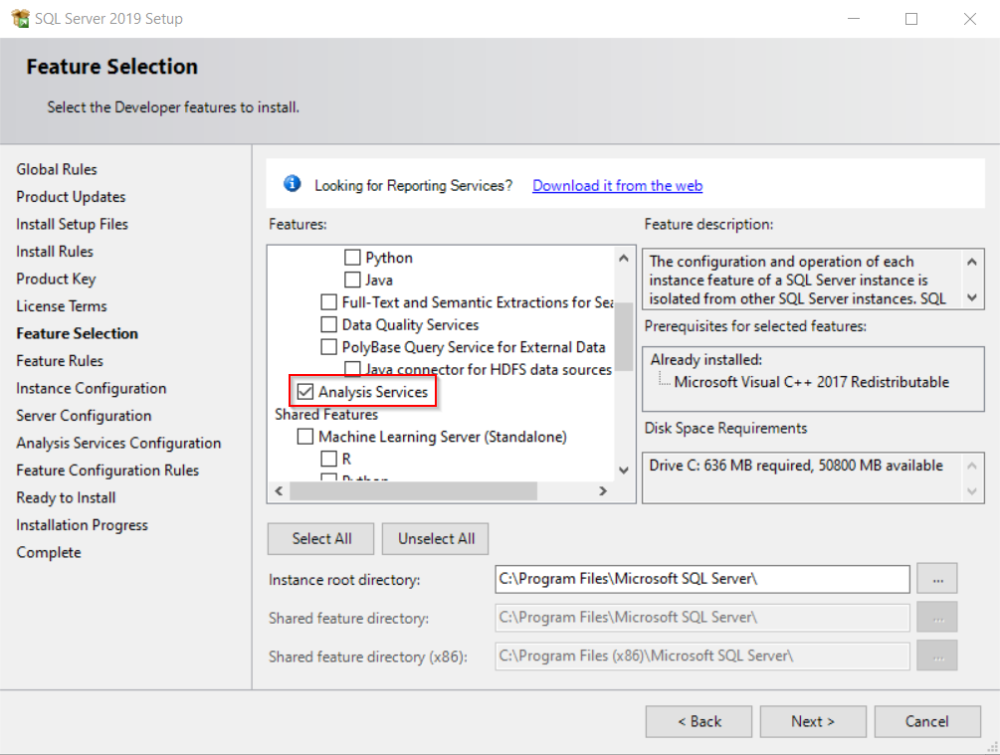 SQL Server 2019 Setup
Feature Selection
Select the Developer features to install.
Global Rules
Product Updates
Install Setup Files
Install Rules
Product Key
License Terms
Feature Selection
Feature Rules
Instance Configuration
Server Configuration
Analysis Services Configuration
Feature Configuration Rules
Ready to Install
Installation Progress
Complete
Looking for Reporting Services? Download it from the web
Features:
Python
Java
Full-Text and Semantic Extractions for Sea
Data Quality Services
PolyBase Query Service for External Data
Java connector for HDFS data sources
Analysis Services
Shared Features
Machine Learning Server (Standalone)
R
Python
Feature description:
The configuration and operation of each
instance feature of a SQL Server instance is
isolated from other SQL Server instances. SQL
Prerequisites for selected features:
Already installed:
Microsoft Visual C++ 2017 Redistributable
Disk Space Requirements
Drive C: 636 MB required, 50800 MB available
Select All
Unselect All
Instance root directory:
C:\Program Files\Microsoft SQL Server\
...
Shared feature directory:
C:\Program Files\Microsoft SQL Server\
...
Shared feature directory (x86):
C:\Program Files (x86)\Microsoft SQL Server\
...
< Back
Next >
Cancel